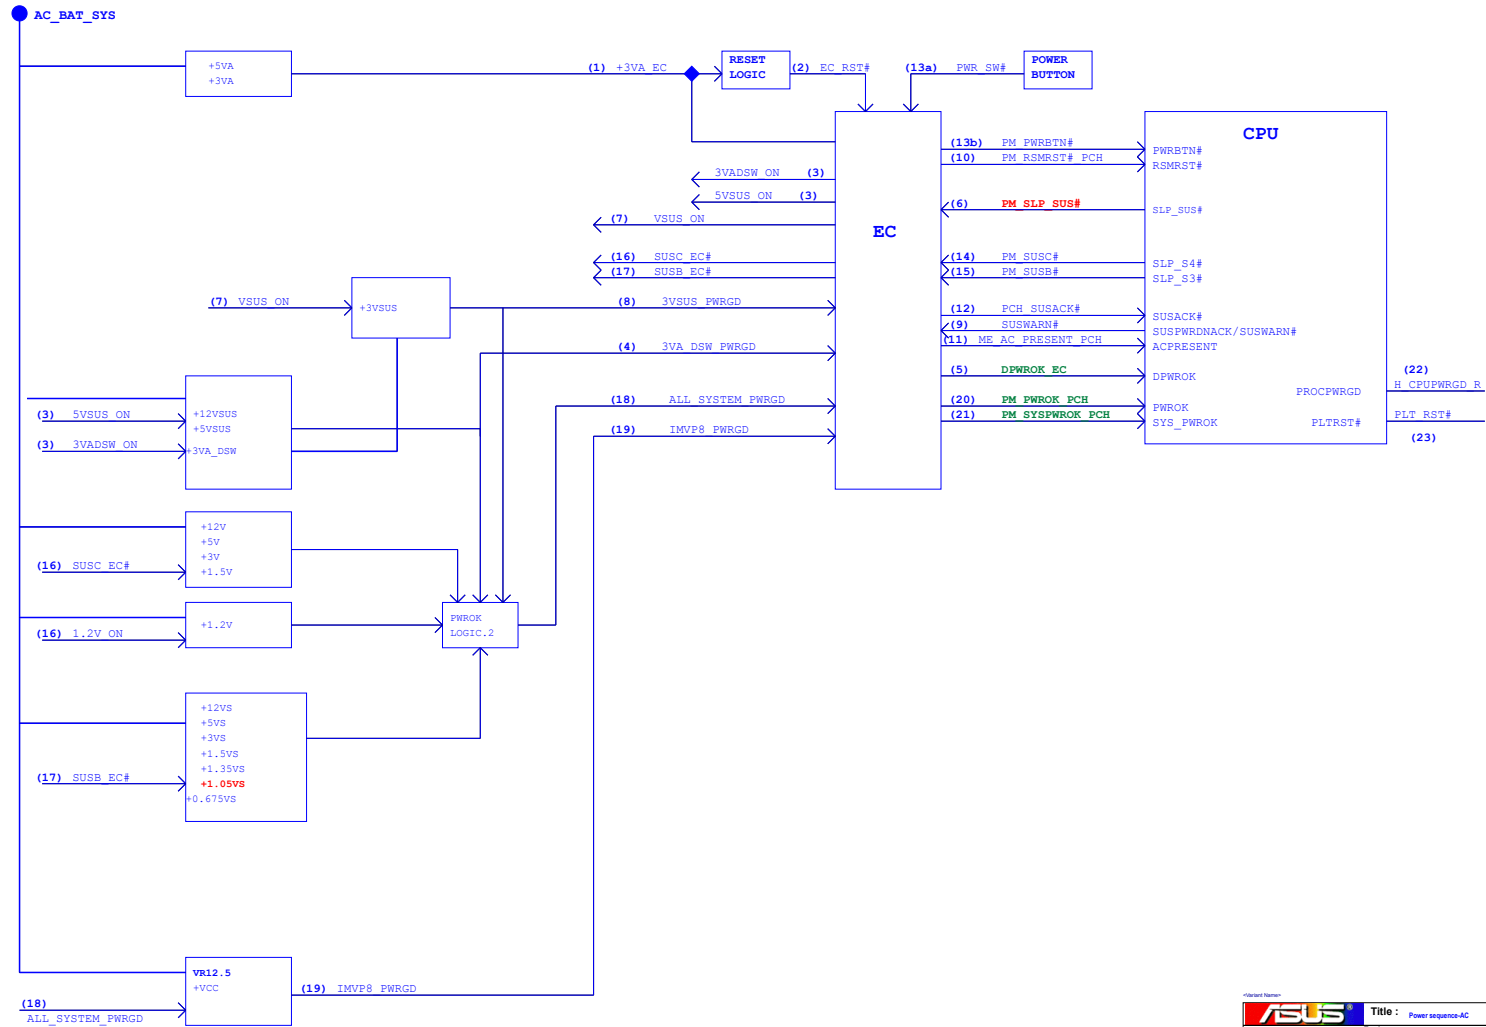 AC_BAT_SYS
+5VA
+3VA
(1) +3VA_EC
RESET
LOGIC
(2) EC_RST#
(13a) PWR_SW#
POWER
BUTTON
EC
3VADSW_ON (3)
5VSUS_ON (3)
(7) VSUS_ON
(16) SUSC_EC#
(17) SUSB_EC#
(8) 3VSUS_PWRGD
(4) 3VA_DSW_PWRGD
(18) ALL_SYSTEM_PWRGD
(19) IMVP8_PWRGD
(13b) PM_PWRBTN#
(10) PM_RSMRST#_PCH
(6) PM_SLP_SUS#
(14) PM_SUSC#
(15) PM_SUSB#
(12) PCH_SUSACK#
(9) SUSWARN#
(11) ME_AC_PRESENT_PCH
(5) DPWROK_EC
(20) PM_PWROK_PCH
(21) PM_SYSPWROK_PCH
CPU
PWRBTN#
RSMRST#
SLP_SUS#
SLP_S4#
SLP_S3#
SUSACK#
SUSPWRDNACK/SUSWARN#
ACPRESENT
DPWROK
PWROK
SYS_PWROK
PROCPWRGD
PLTRST#
(22)
H_CPUPWRGD_R
PLT_RST#
(23)
(7) VSUS_ON
+3VSUS
(3) 5VSUS_ON
(3) 3VADSW_ON
+12VSUS
+5VSUS
+3VA_DSW
+12V
+5V
+3V
+1.5V
(16) SUSC_EC#
+1.2V
(16) 1.2V_ON
PWROK
LOGIC.2
+12VS
+5VS
+3VS
+1.5VS
+1.35VS
+1.05VS
+0.675VS
(17) SUSB_EC#
VR12.5
+VCC
(18)
ALL_SYSTEM_PWRGD
(19) IMVP8_PWRGD
<Variant Name>
ASUS®
Title : Power sequence-AC